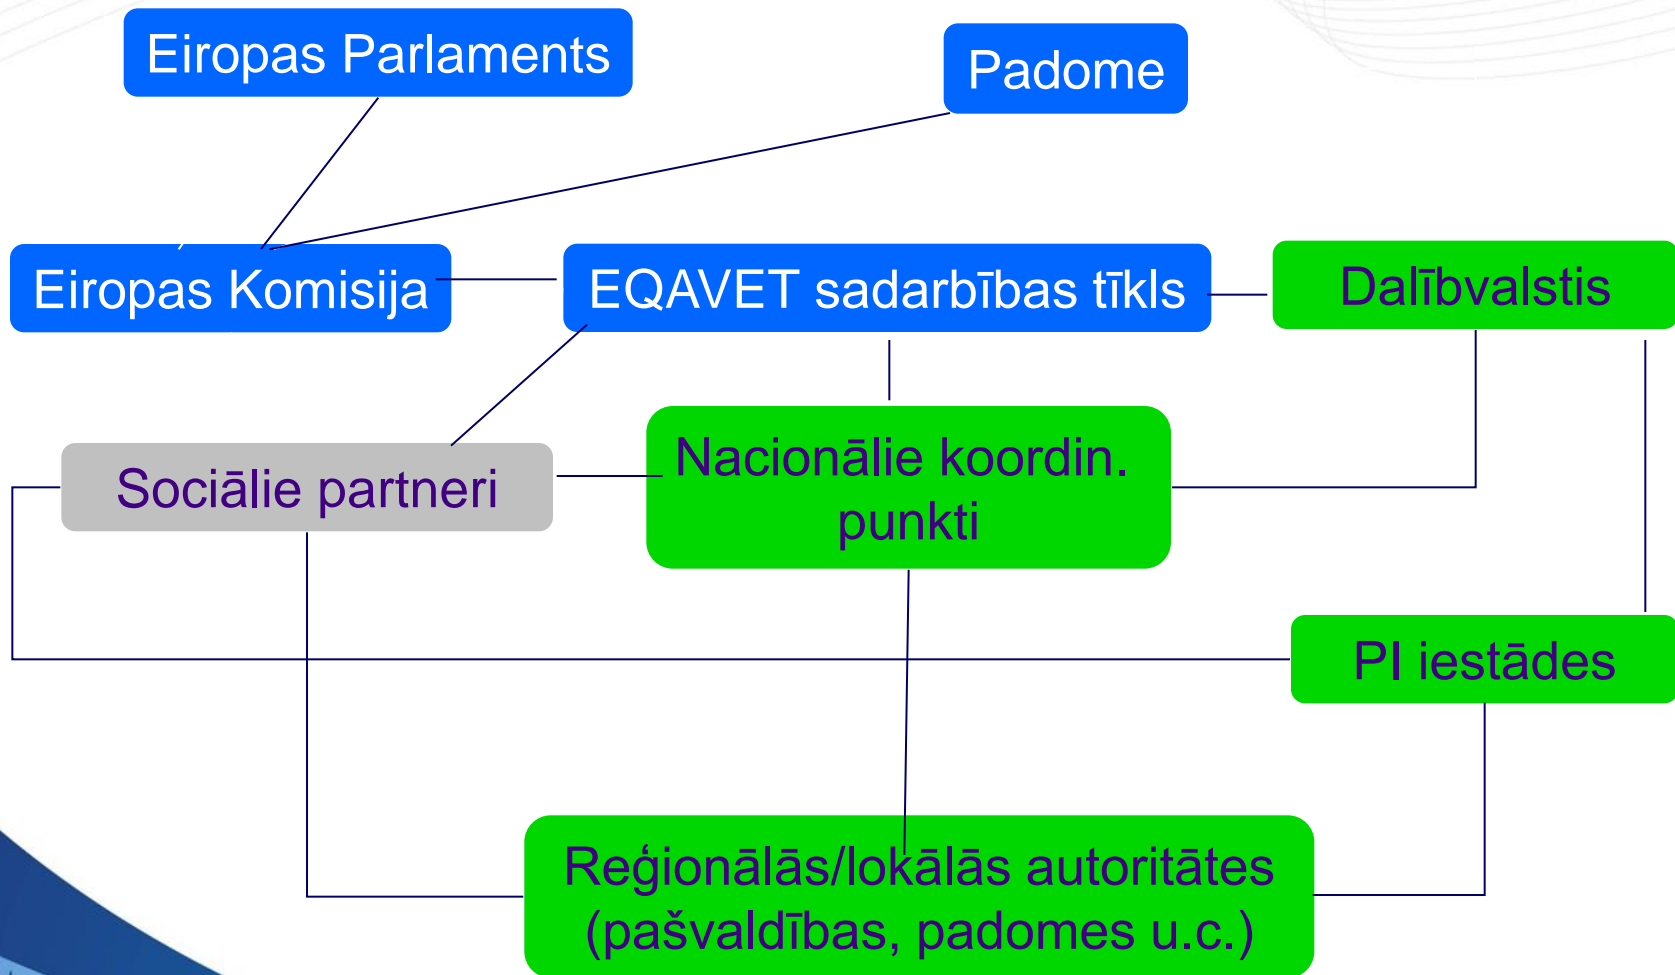 Eiropas Parlaments
Padome
Eiropas Komisija
EQAVET sadarbības tīkls
Dalībvalstis
Sociālie partneri
Nacionālie koordin.
punkti
PI iestādes
Reģionālās/lokālās autoritātes
(pašvaldības, padomes u.c.)